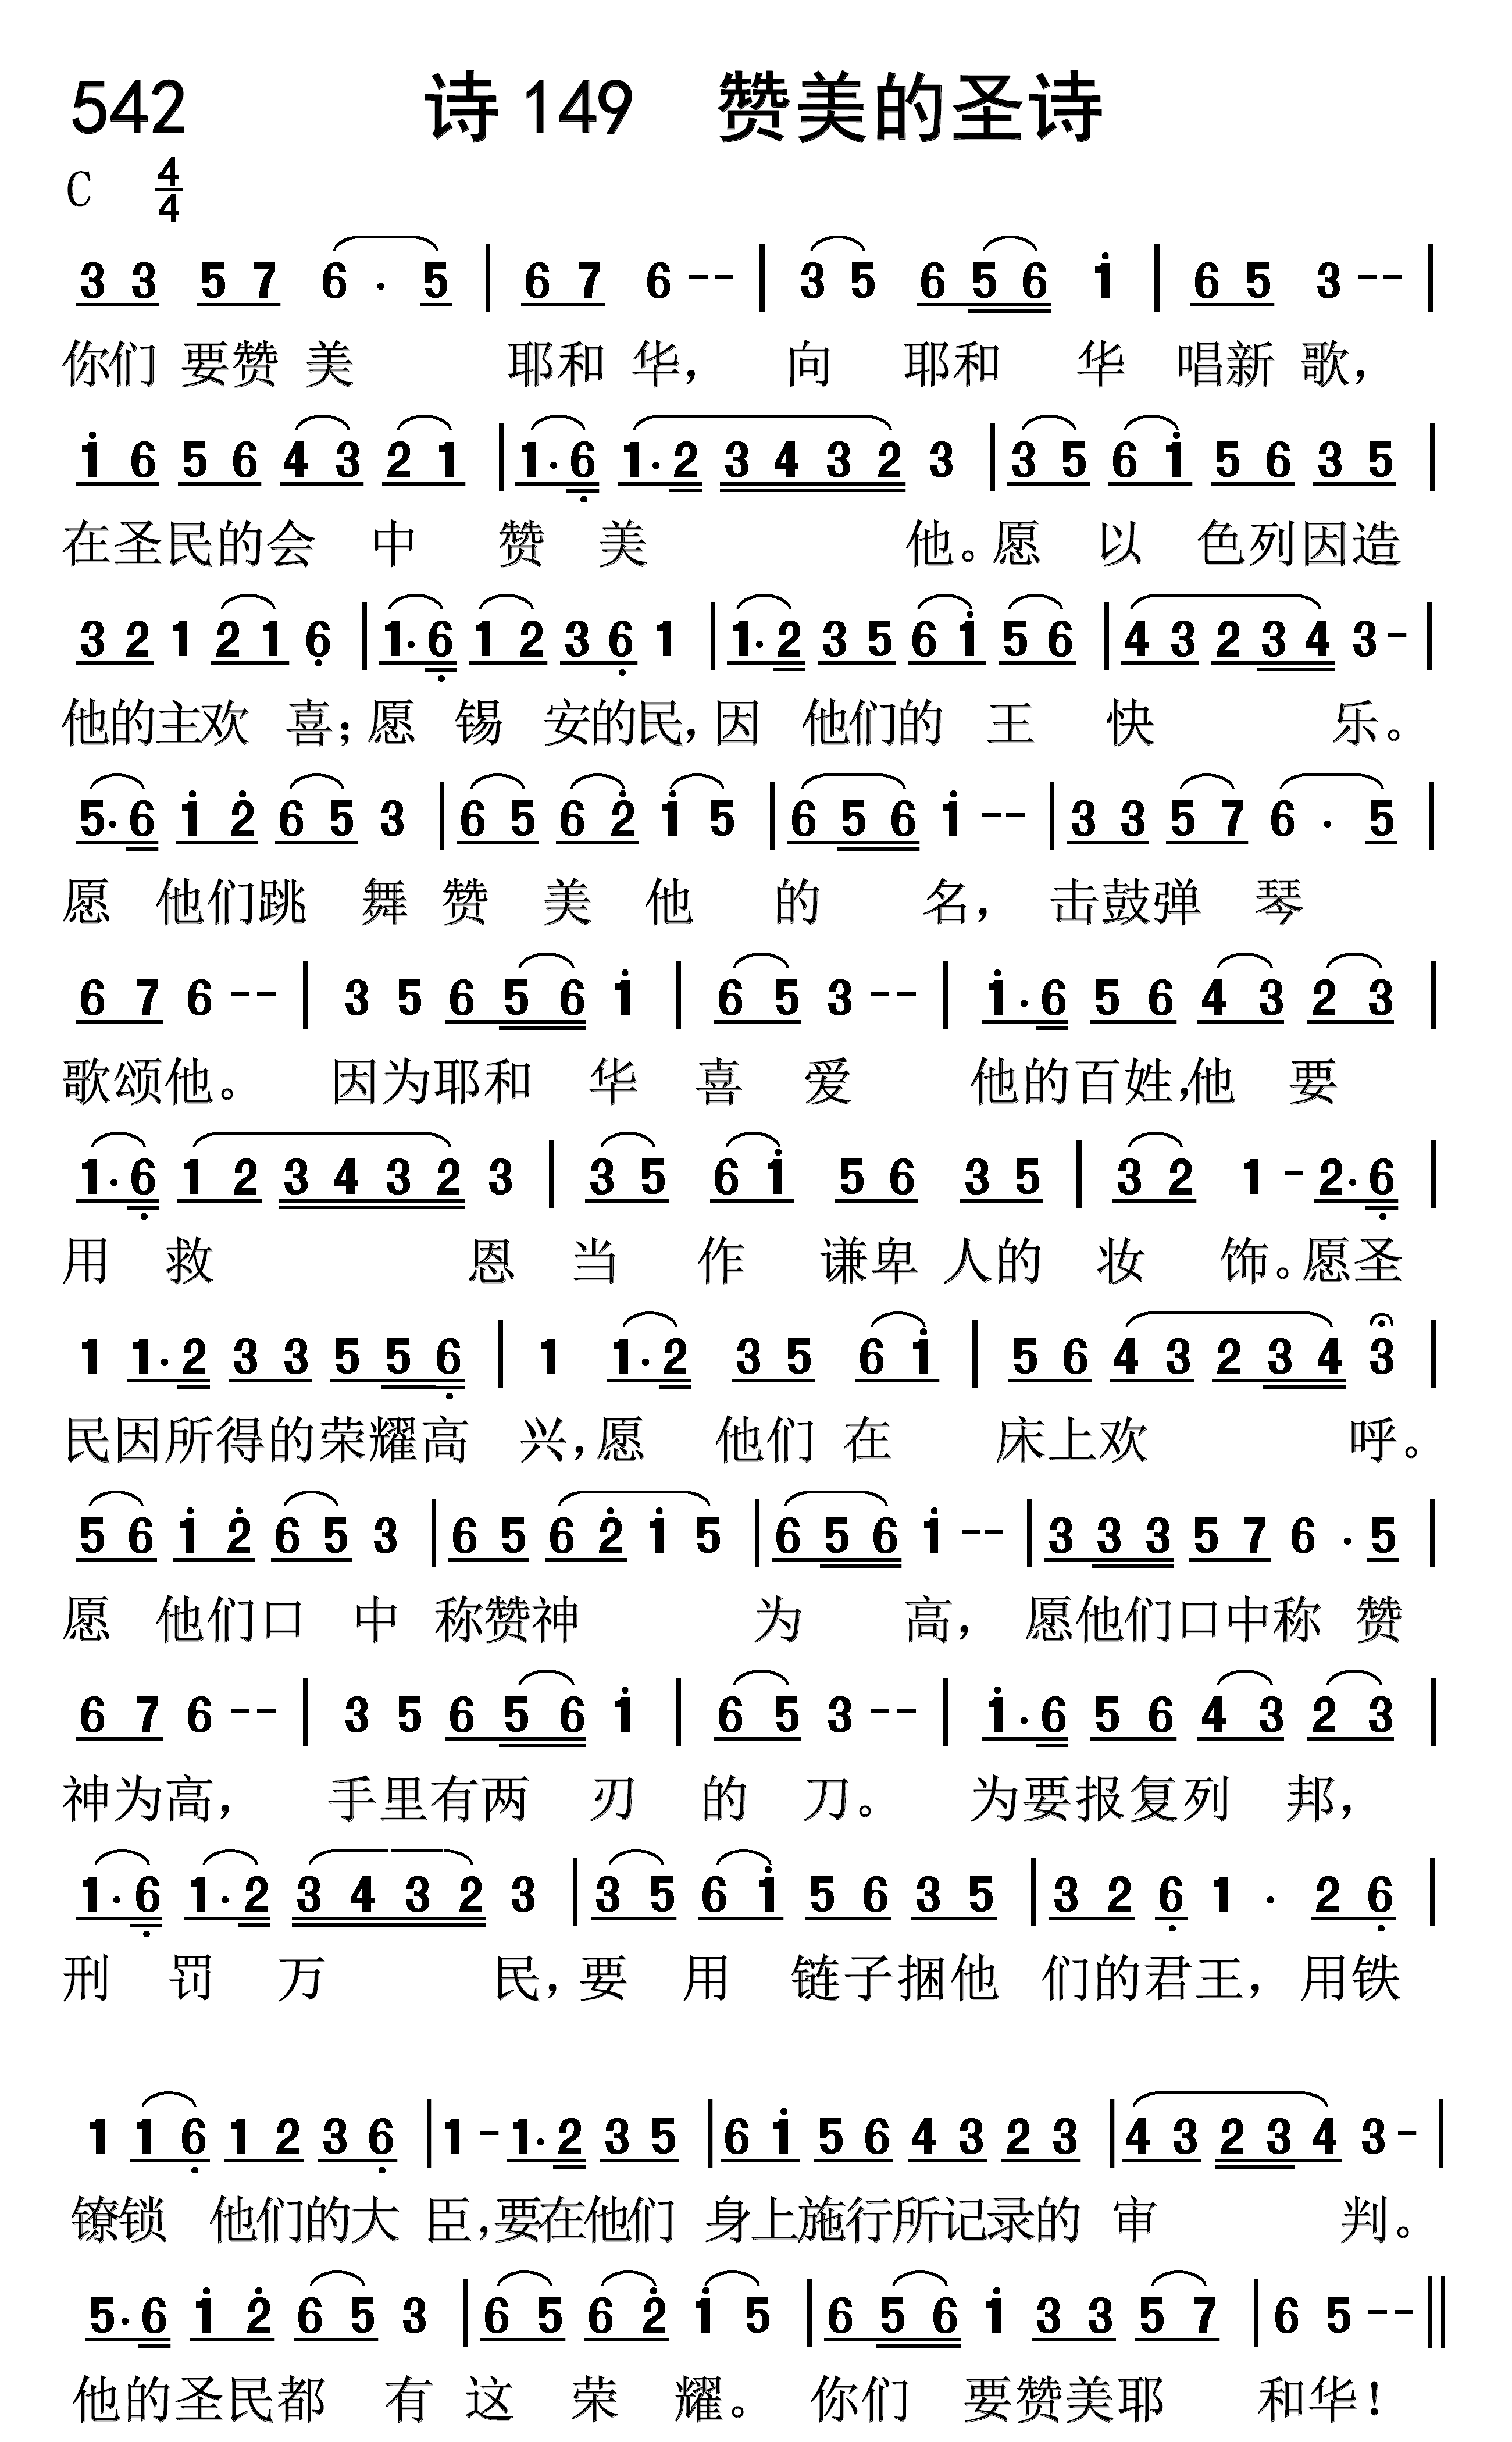 542 诗149 赞美的圣诗
C 4/4
3 3 5 7 6 · 5 | 6 7 6 - - | 3 5 6 5 6 i | 6 5 3 - - |
你们 要赞 美 耶和 华， 向 耶和 华 唱新 歌，
i 6 5 6 4 3 2 1 | 1· 6 1· 2 3 4 3 2 3 | 3 5 6 i 5 6 3 5 |
在圣民的会 中 赞 美 他。愿 以 色列因造
3 2 1 2 1 6 | 1· 6 1 2 3 6 1 | 1· 2 3 5 6 i 5 6 | 4 3 2 3 4 3 - |
他的主欢 喜；愿 锡 安的民，因 他们的 王 快 乐。
5· 6 i 2 6 5 3 | 6 5 6 2 i 5 | 6 5 6 i - - | 3 3 5 7 6 · 5 |
愿 他们跳 舞 赞 美 他 的 名， 击鼓弹 琴
6 7 6 - - | 3 5 6 5 6 i | 6 5 3 - - | i· 6 5 6 4 3 2 3 |
歌颂他。 因为耶和 华 喜 爱 他的百姓，他 要
1· 6 1 2 3 4 3 2 3 | 3 5 6 i 5 6 3 5 | 3 2 1 - 2· 6 |
用 救 恩 当 作 谦卑 人的 妆 饰。愿圣
1 1· 2 3 3 5 5 6 | 1 1· 2 3 5 6 i | 5 6 4 3 2 3 4 3 |
民因所得的荣耀高 兴，愿 他们 在 床上欢 呼。
5 6 i 2 6 5 3 | 6 5 6 2 i 5 | 6 5 6 i - - | 3 3 3 5 7 6 · 5 |
愿 他们口 中 称赞神 为 高， 愿他们口中称 赞
6 7 6 - - | 3 5 6 5 6 i | 6 5 3 - - | i· 6 5 6 4 3 2 3 |
神为高， 手里有两 刃 的 刀。 为要报复列 邦，
1· 6 1· 2 3 4 3 2 3 | 3 5 6 i 5 6 3 5 | 3 2 6 1 · 2 6 |
刑 罚 万 民，要 用 链子捆他 们的君王，用铁
1 1 6 1 2 3 6 | 1 - 1· 2 3 5 | 6 i 5 6 4 3 2 3 | 4 3 2 3 4 3 - |
镣锁 他们的大 臣，要在他们 身上施行所记录的 审 判。
5· 6 i 2 6 5 3 | 6 5 6 2 i 5 | 6 5 6 i 3 3 5 7 | 6 5 - - ||
他的圣民都 有 这 荣 耀。 你们 要赞美耶 和华！